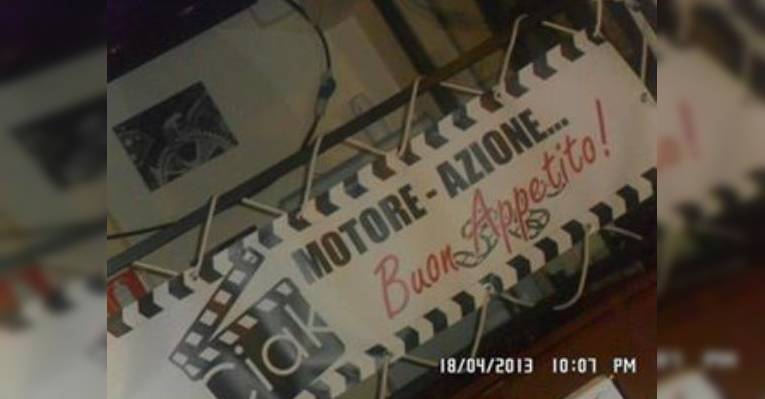 MOTORE - AZIONE...
Buon Appetito!
Ciak
18/04/2013 10:07 PM